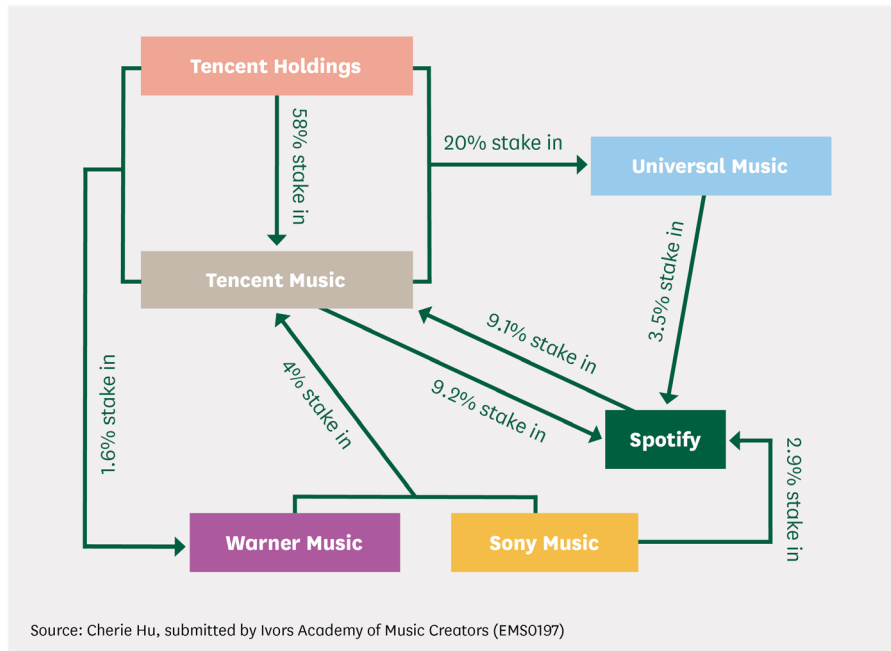 Tencent Holdings
58% stake in
20% stake in
Universal Music
Tencent Music
3.5% stake in
9.1% stake in
9.2% stake in
4% stake in
1.6% stake in
Spotify
2.9% stake in
Warner Music
Sony Music
Source: Cherie Hu, submitted by Ivors Academy of Music Creators (EMS0197)